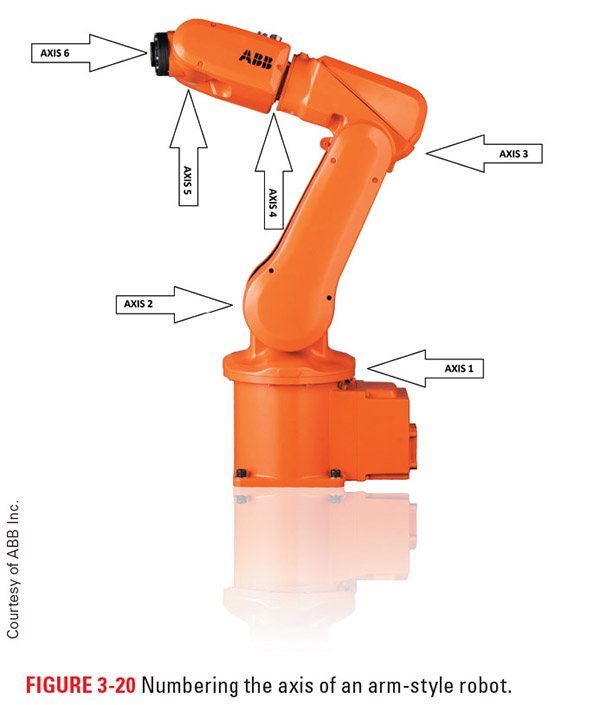 AXIS 6
ABB
AXIS 5
AXIS 4
AXIS 3
AXIS 2
AXIS 1
Courtesy of ABB Inc.
FIGURE 3-20 Numbering the axis of an arm-style robot.